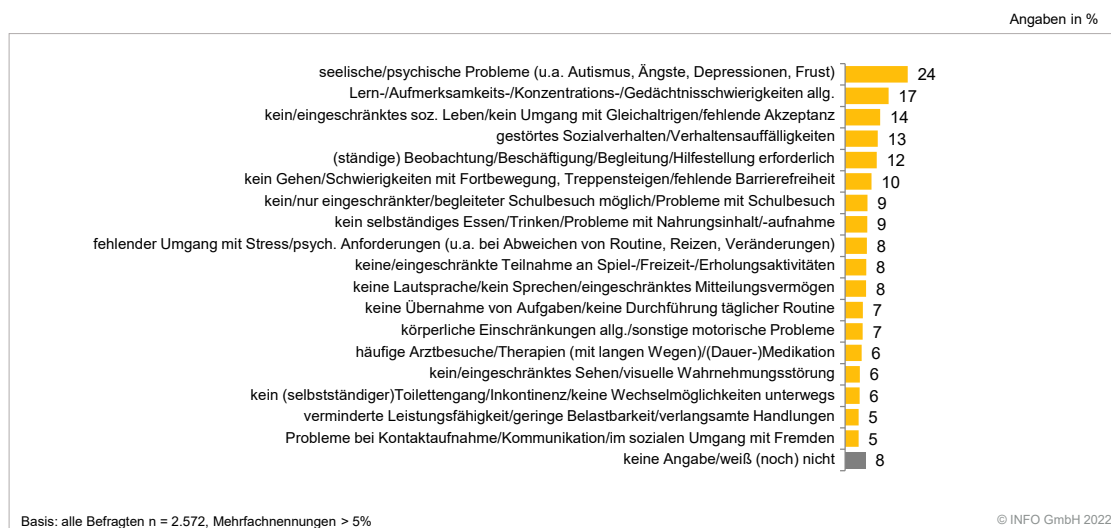 Angaben in %
seelische/psychische Probleme (u.a. Autismus, Ängste, Depressionen, Frust) 24
Lern-/Aufmerksamkeits-/Konzentrations-/Gedächtnisschwierigkeiten allg. 17
kein/eingeschränktes soz. Leben/kein Umgang mit Gleichaltrigen/fehlende Akzeptanz 14
gestörtes Sozialverhalten/Verhaltensauffälligkeiten 13
(ständige) Beobachtung/Beschäftigung/Begleitung/Hilfestellung erforderlich 12
kein Gehen/Schwierigkeiten mit Fortbewegung, Treppensteigen/fehlende Barrierefreiheit 10
kein/nur eingeschränkter/begleiteter Schulbesuch möglich/Probleme mit Schulbesuch 9
kein selbständiges Essen/Trinken/Probleme mit Nahrungsinhalt/-aufnahme 9
fehlender Umgang mit Stress/psych. Anforderungen (u.a. bei Abweichen von Routine, Reizen, Veränderungen) 8
keine/eingeschränkte Teilnahme an Spiel-/Freizeit-/Erholungsaktivitäten 8
keine Lautsprache/kein Sprechen/eingeschränktes Mitteilungsvermögen 8
keine Übernahme von Aufgaben/keine Durchführung täglicher Routine 7
körperliche Einschränkungen allg./sonstige motorische Probleme 7
häufige Arztbesuche/Therapien (mit langen Wegen)/(Dauer-)Medikation 6
kein/eingeschränktes Sehen/visuelle Wahrnehmungsstörung 6
kein (selbstständiger)Toilettengang/Inkontinenz/keine Wechselmöglichkeiten unterwegs 6
verminderte Leistungsfähigkeit/geringe Belastbarkeit/verlangsamte Handlungen 5
Probleme bei Kontaktaufnahme/Kommunikation/im sozialen Umgang mit Fremden 5
keine Angabe/weiß (noch) nicht 8
Basis: alle Befragten n = 2.572, Mehrfachnennungen > 5%
© INFO GmbH 2022